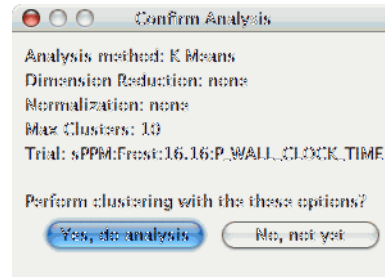 Confirm Analysis
Analysis method: K Means
Dimension Reduction: none
Normalization: none
Max Clusters: 10
Trial: sPPM:Frost:16.16:P_WALL_CLOCK_TIME
Perform clustering with the these options?
Yes, do analysis No, not yet